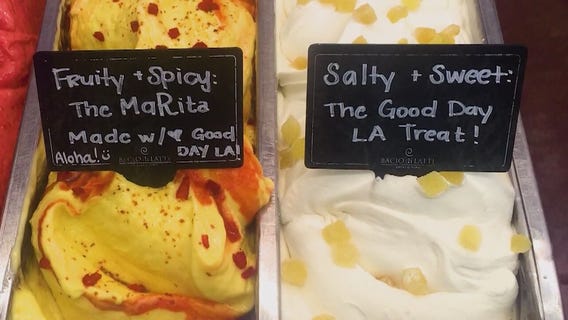 Fruity + Spicy:
The MaRita
Made w/ ♥ Good
Aloha! DAY LA!
BACIO DI LATTE
Salty + Sweet:
The Good Day
LA Treat!
BACIO DI LATTE